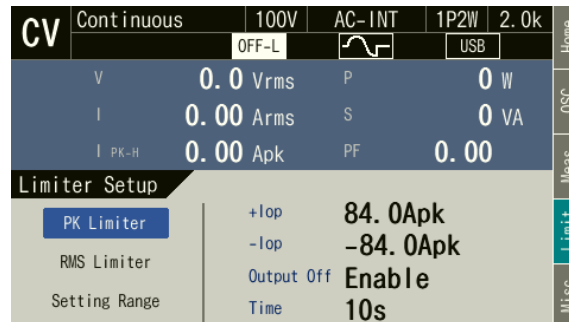 CV Continuous 100V AC-INT 1P2W 2.0k
OFF-L USB
V 0.0 Vrms P 0 W
I 0.00 Arms S 0 VA
I PK-H 0.00 Apk PF 0.00
Limiter Setup
PK Limiter
RMS Limiter
Setting Range
+Iop 84.0Apk
-Iop -84.0Apk
Output Off Enable
Time 10s
Home
OSC
Meas
Limit
Misc